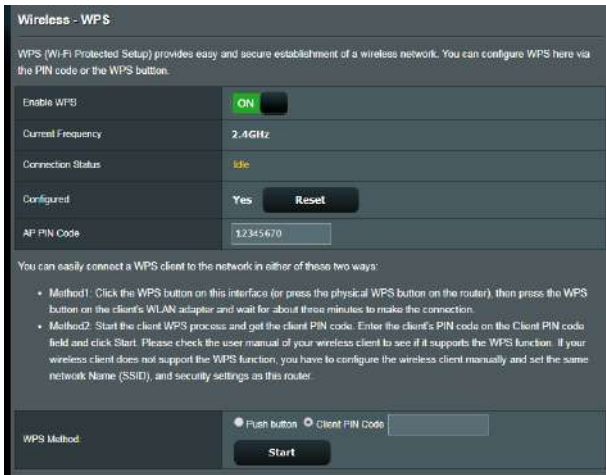 Wireless - WPS
WPS (Wi-Fi Protected Setup) provides easy and secure establishment of a wireless network. You can configure WPS here via
the PIN code or the WPS buttton.
Enable WPS
ON
Current Frequency
2.4GHz
Connection Status
Idle
Configured
Yes Reset
AP PIN Code
12345670
You can easily connect a WPS client to the network in either of these two ways:
• Method1: Click the WPS button on this interface (or press the physical WPS button on the router), then press the WPS
button on the client's WLAN adapter and wait for about three minutes to make the connection.
• Method2: Start the client WPS process and get the client PIN code. Enter the client's PIN code on the Client PIN code
field and click Start. Please check the user manual of your wireless client to see if it supports the WPS function. If your
wireless client does not support the WPS function, you have to configure the wireless client manually and set the same
network Name (SSID), and security settings as this router.
WPS Method:
Push button Client PIN Code
Start